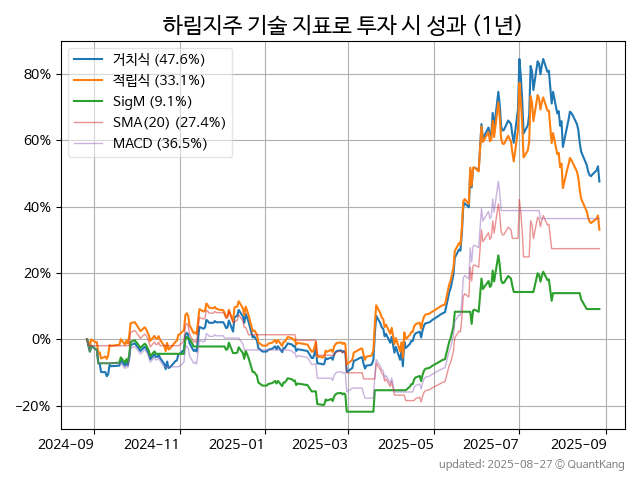 하림지주 기술 지표로 투자 시 성과 (1년)
거치식 (47.6%)
적립식 (33.1%)
SigM (9.1%)
SMA(20) (27.4%)
MACD (36.5%)
80%
60%
40%
20%
0%
−20%
2024-09 2024-11 2025-01 2025-03 2025-05 2025-07 2025-09
updated: 2025-08-27 © QuantKang